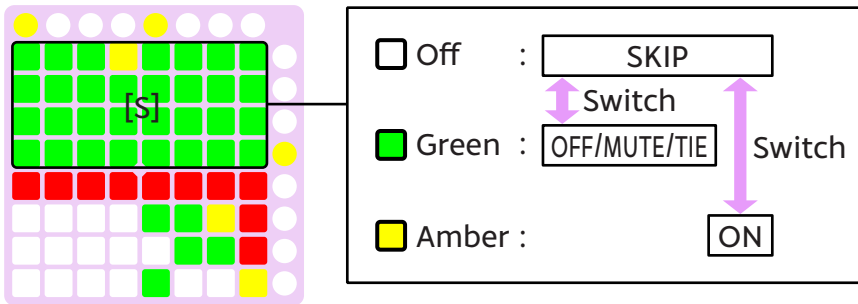 [S]
Off : SKIP
Switch
Green : OFF/MUTE/TIE Switch
Amber : ON